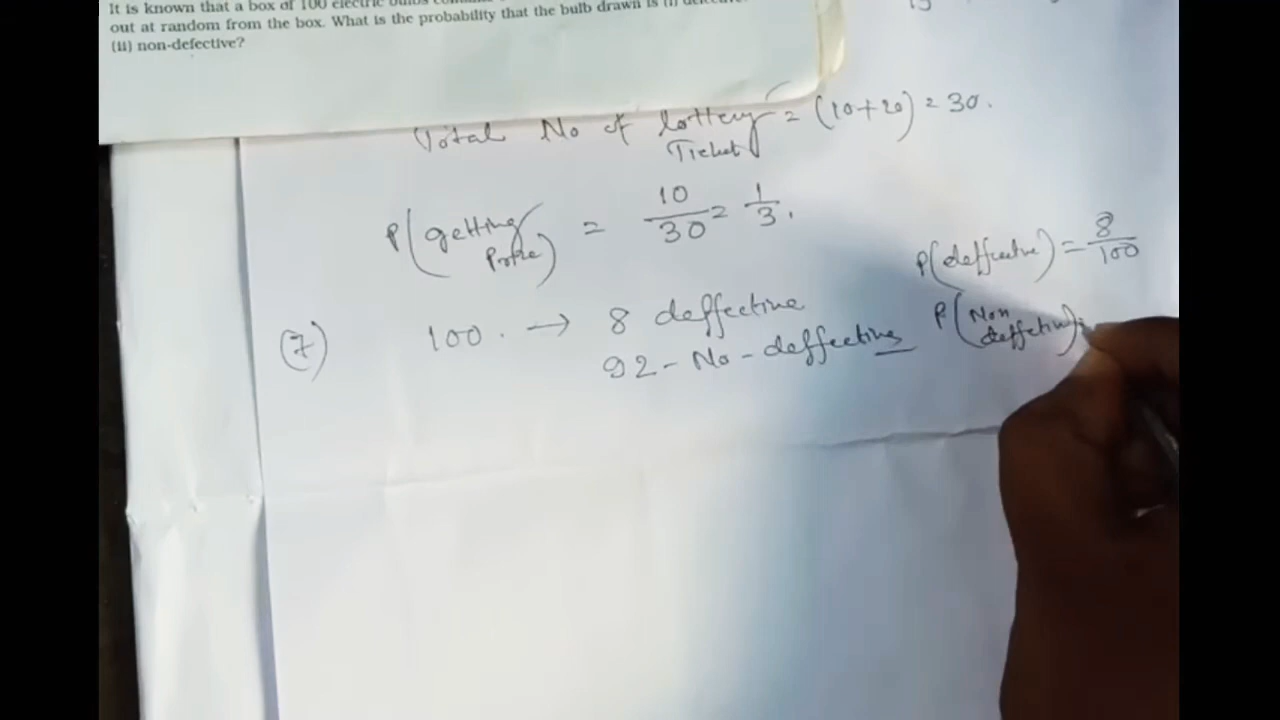 It is known that a box of 100 electric bulbs
out at random from the box. What is the probability that the bulb drawn is (i) defective
(ii) non-defective?
Total No of lottery = (10+20) = 30.
Ticket
P(getting Prize) = 10/30 = 1/3.
P(deffective) = 8/100
(7) 100. → 8 deffective
92 - No - deffective
P(Non deffective) =